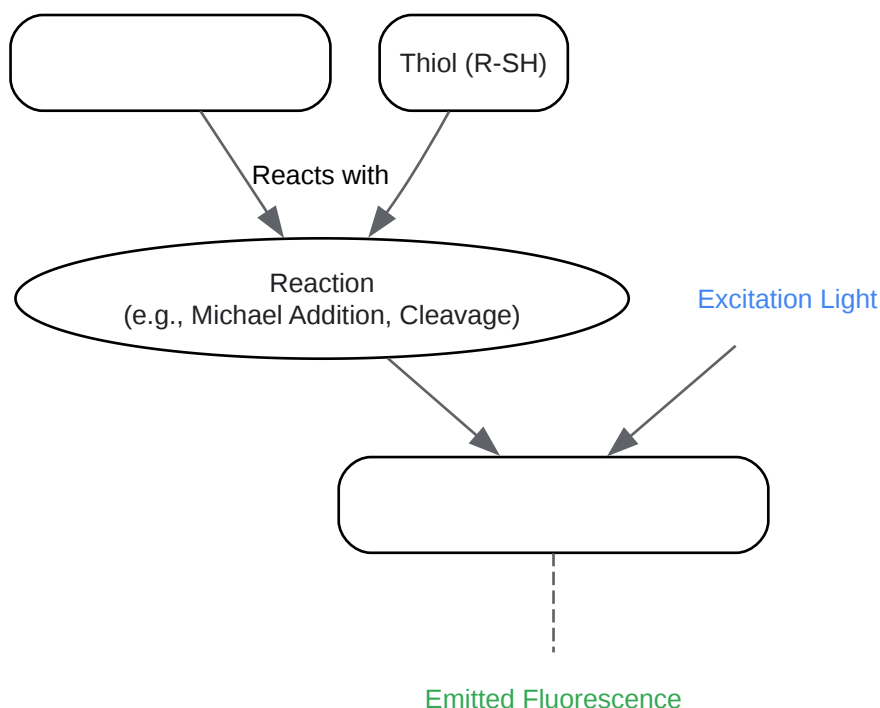 Thiol (R-SH)
Reacts with
Reaction
(e.g., Michael Addition, Cleavage)
Excitation Light
Emitted Fluorescence